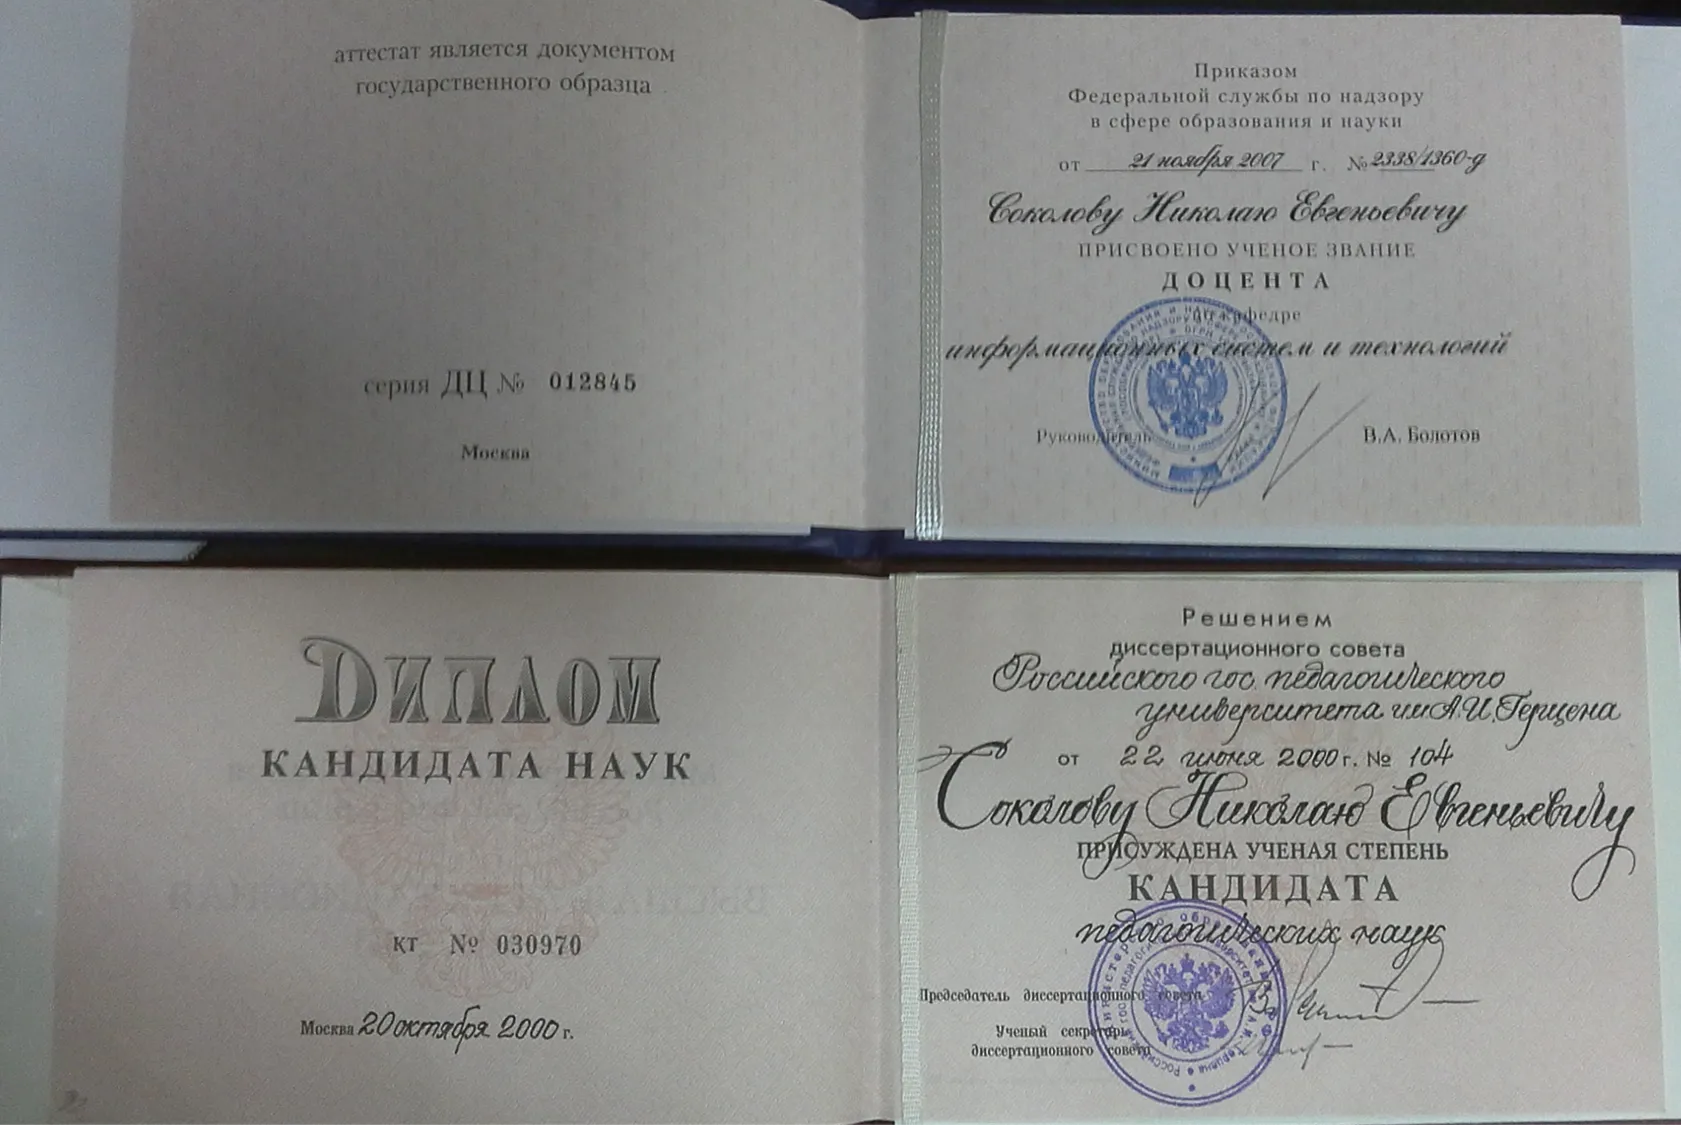 аттестат является документом
государственного образца
серия ДЦ № 012845
Москва
Приказом
Федеральной службы по надзору
в сфере образования и науки
от 21 ноября 2007 г. № 2338/1360-д
Соколову Николаю Евгеньевичу
ПРИСВОЕНО УЧЕНОЕ ЗВАНИЕ
ДОЦЕНТА
по кафедре
информационных систем и технологий
Руководитель В.А. Болотов
ДИПЛОМ
КАНДИДАТА НАУК
КТ № 030970
Москва 20 октября 2000 г.
Решением
диссертационного совета
Российского гос. педагогического
университета им. А.И. Герцена
от 22 июня 2000 г. № 104
Соколову Николаю Евгеньевичу
ПРИСУЖДЕНА УЧЕНАЯ СТЕПЕНЬ
КАНДИДАТА
педагогических наук
Председатель диссертационного совета
Ученый секретарь
диссертационного совета